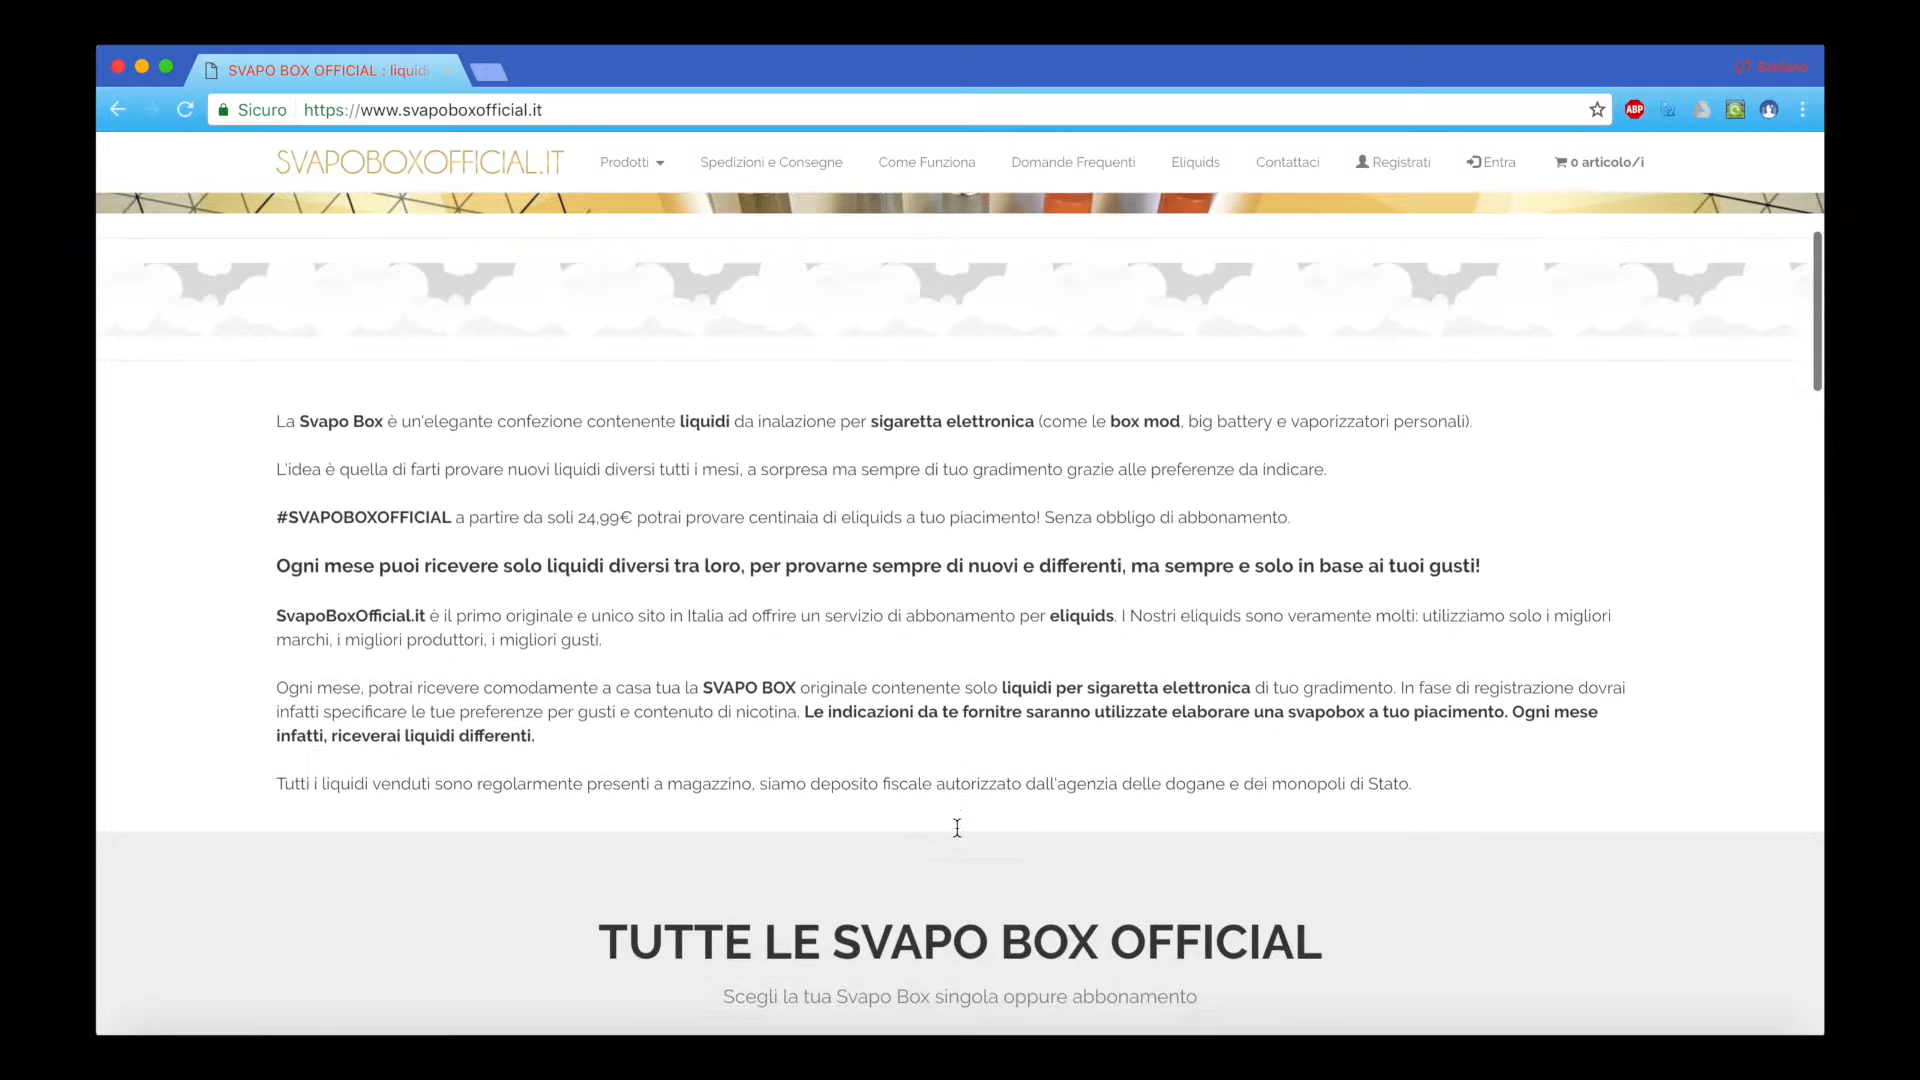 SVAPO BOX OFFICIAL : liquidi
Stefano
Sicuro
https://www.svapoboxofficial.it
ABP
SVAPOBOXOFFICIAL.IT
Prodotti
Spedizioni e Consegne
Come Funziona
Domande Frequenti
Eliquids
Contattaci
Registrati
Entra
0 articolo/i
La Svapo Box è un'elegante confezione contenente liquidi da inalazione per sigaretta elettronica (come le box mod, big battery e vaporizzatori personali).
L'idea è quella di farti provare nuovi liquidi diversi tutti i mesi, a sorpresa ma sempre di tuo gradimento grazie alle preferenze da indicare.
#SVAPOBOXOFFICIAL a partire da soli 24,99€ potrai provare centinaia di eliquids a tuo piacimento! Senza obbligo di abbonamento.
Ogni mese puoi ricevere solo liquidi diversi tra loro, per provarne sempre di nuovi e differenti, ma sempre e solo in base ai tuoi gusti!
SvapoBoxOfficial.it è il primo originale e unico sito in Italia ad offrire un servizio di abbonamento per eliquids. I Nostri eliquids sono veramente molti: utilizziamo solo i migliori
marchi, i migliori produttori, i migliori gusti.
Ogni mese, potrai ricevere comodamente a casa tua la SVAPO BOX originale contenente solo liquidi per sigaretta elettronica di tuo gradimento. In fase di registrazione dovrai
infatti specificare le tue preferenze per gusti e contenuto di nicotina. Le indicazioni da te fornitre saranno utilizzate elaborare una svapobox a tuo piacimento. Ogni mese
infatti, riceverai liquidi differenti.
Tutti i liquidi venduti sono regolarmente presenti a magazzino, siamo deposito fiscale autorizzato dall'agenzia delle dogane e dei monopoli di Stato.
TUTTE LE SVAPO BOX OFFICIAL
Scegli la tua Svapo Box singola oppure abbonamento